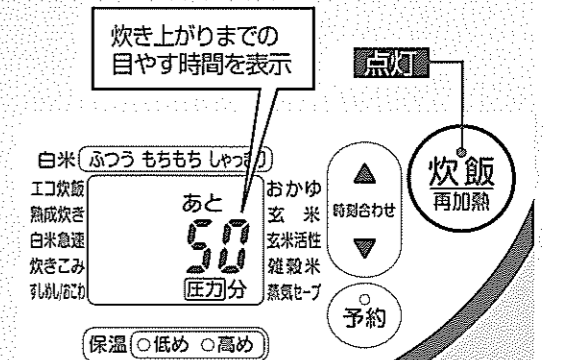 炊き上がりまでの
目やす時間を表示
点灯
白米 ふつう もちもち しゃっきり
エコ炊飯
熟成炊き
白米急速
炊きこみ
すしめし/おこわ
あと
50
圧力 分
おかゆ
玄 米
玄米活性
雑穀米
蒸気セーブ
時刻合わせ
予約
炊飯
再加熱
保温 低め 高め